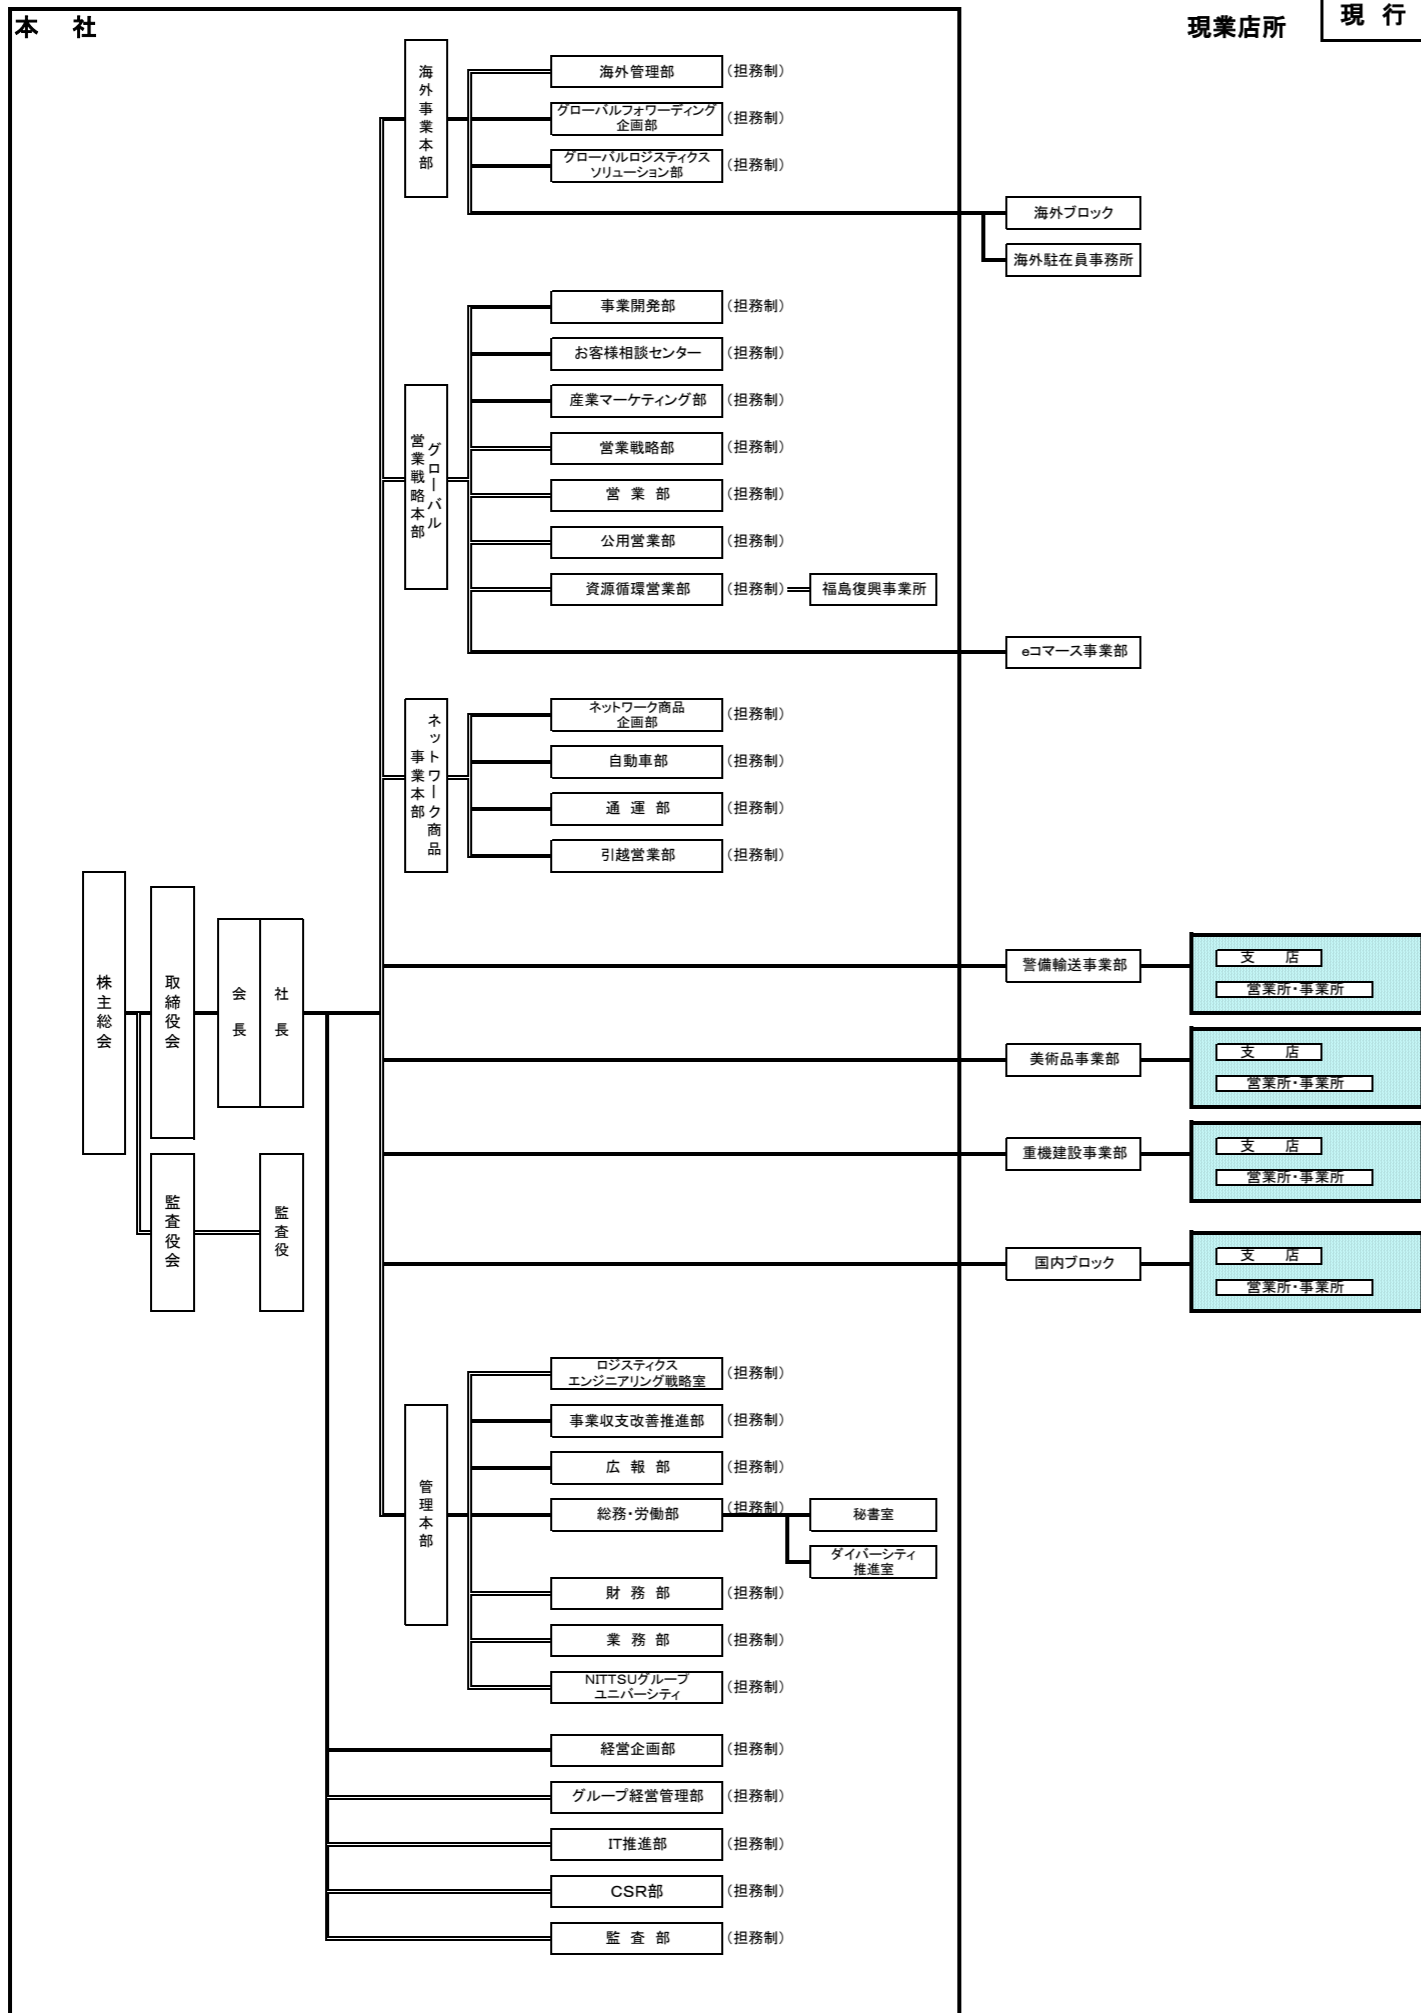 本　社
現業店所
現 行
海外事業本部
海外管理部
(担務制)
グローバルフォワーディング
企画部
(担務制)
グローバルロジスティクス
ソリューション部
(担務制)
海外ブロック
海外駐在員事務所
グローバル
営業戦略本部
事業開発部
(担務制)
お客様相談センター
(担務制)
産業マーケティング部
(担務制)
営業戦略部
(担務制)
営 業 部
(担務制)
公用営業部
(担務制)
資源循環営業部
(担務制)
福島復興事業所
eコマース事業部
ネットワーク商品
事業本部
ネットワーク商品
企画部
(担務制)
自動車部
(担務制)
通 運 部
(担務制)
引越営業部
(担務制)
株主総会
取締役会
会長
社長
監査役会
監査役
警備輸送事業部
支　店
営業所・事業所
美術品事業部
支　店
営業所・事業所
重機建設事業部
支　店
営業所・事業所
国内ブロック
支　店
営業所・事業所
管理本部
ロジスティクス
エンジニアリング戦略室
(担務制)
事業収支改善推進部
(担務制)
広 報 部
(担務制)
総務・労働部
(担務制)
秘書室
ダイバーシティ
推進室
財 務 部
(担務制)
業 務 部
(担務制)
NITTSUグループ
ユニバーシティ
(担務制)
経営企画部
(担務制)
グループ経営管理部
(担務制)
IT推進部
(担務制)
CSR部
(担務制)
監 査 部
(担務制)